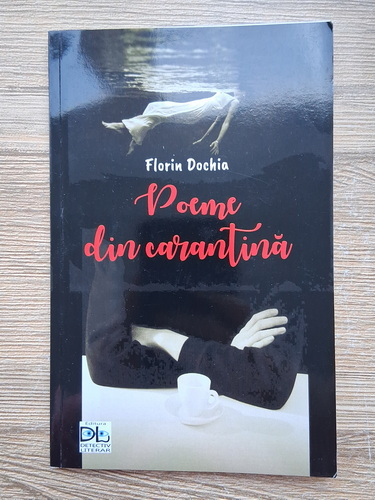 Florin Dochia
Poeme
din carantină
Editura
DL
DETECTIV
LITERAR